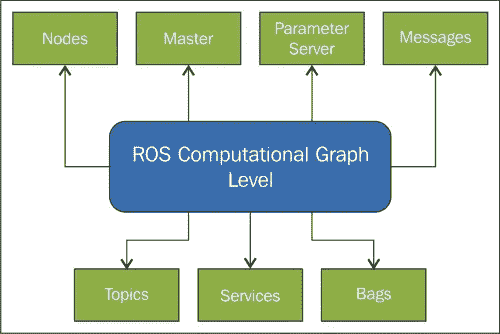 Nodes
Master
Parameter
Server
Messages
ROS Computational Graph
Level
Topics
Services
Bags